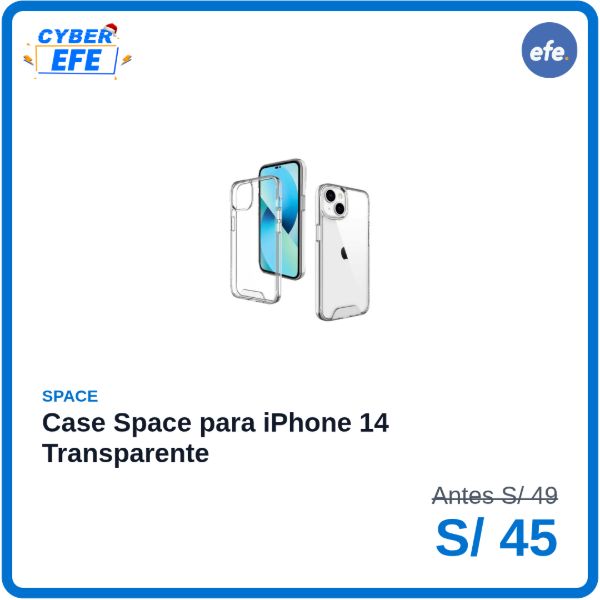 CYBER
EFE
efe.
SPACE
Case Space para iPhone 14
Transparente
Antes S/ 49
S/ 45